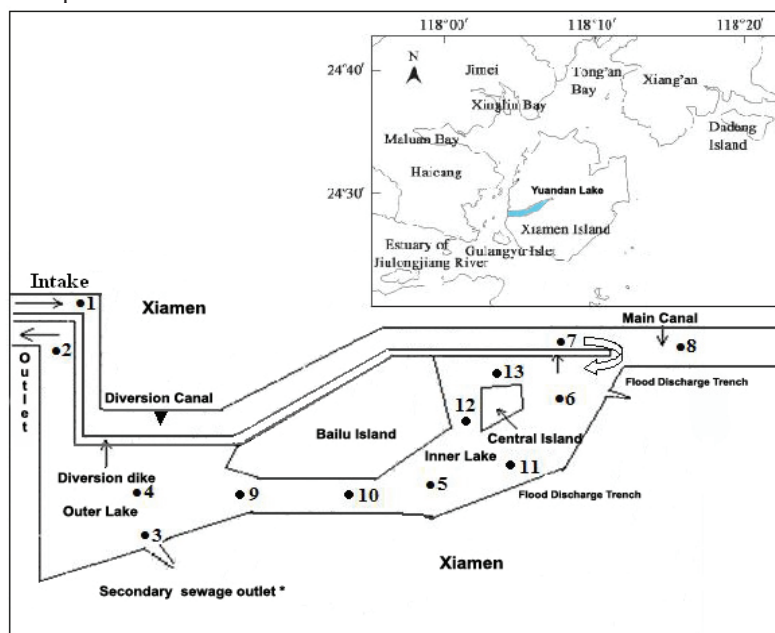 118°00'
118°10'
118°20'
24°40'
24°30'
N
Jimei
Tong'an
Bay
Xiang'an
Xinglin Bay
Dadeng
Island
Maluan Bay
Haicang
Yuandan Lake
Xiamen Island
Estuary of
Jiulongjiang River
Gulangyu Islet
Intake
1
Xiamen
2
Outlet
Main Canal
7
8
13
Flood Discharge Trench
Diversion Canal
6
12
Central Island
Bailu Island
Inner Lake
11
Diversion dike
5
4
9
10
Flood Discharge Trench
Outer Lake
3
Xiamen
Secondary sewage outlet *